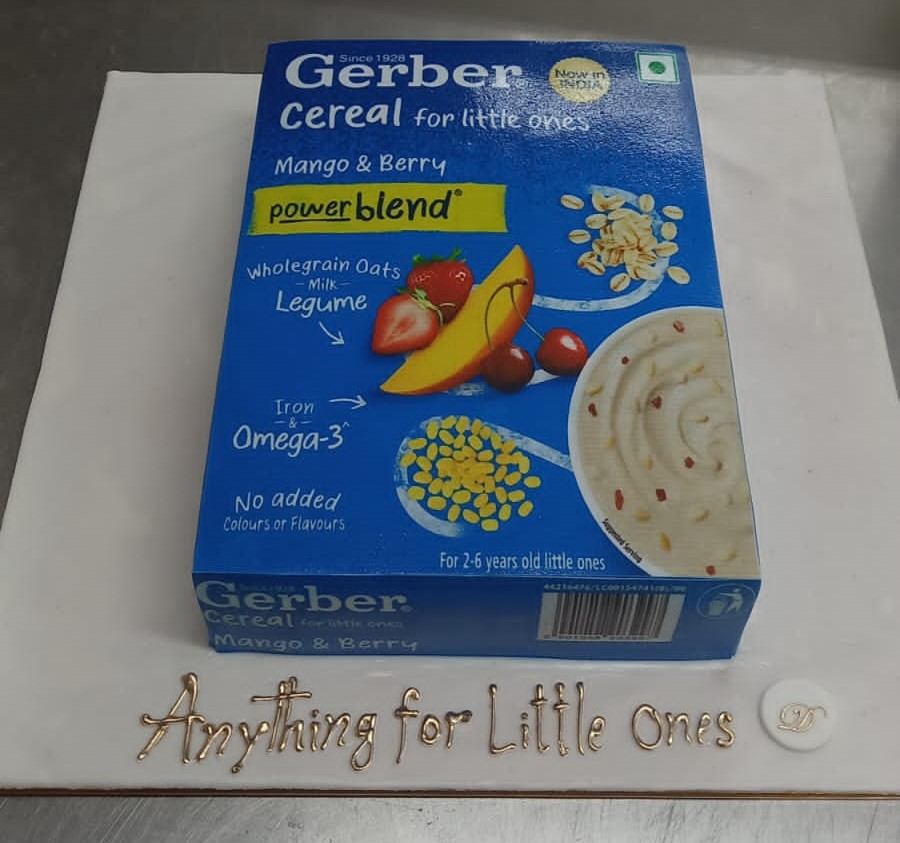 Since 1928
Gerber
Now in
INDIA
Cereal for little ones
Mango & Berry
powerblend®
Wholegrain Oats
- Milk -
Legume
Iron
- & -
Omega-3^
No added
Colours or Flavours
Suggested Serving
For 2-6 years old little ones
Gerber®
Cereal for little ones
Mango & Berry
Anything for Little Ones
D